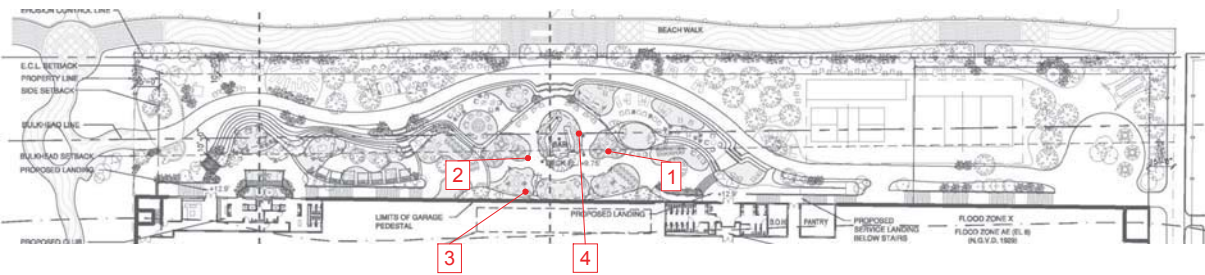 EROSION CONTROL LINE
BEACH WALK
E.C.L. SETBACK
PROPERTY LINE
SIDE SETBACK
BULKHEAD LINE
BAR
BULKHEAD SETBACK
PROPOSED LANDING
2
1
+12.9'
+12.9'
LIMITS OF GARAGE
PEDESTAL
PROPOSED LANDING
PANTRY
PROPOSED
SERVICE LANDING
BELOW STAIRS
FLOOD ZONE X
FLOOD ZONE AE (EL 8)
(N.G.V.D. 1929)
PROPOSED CLUB
3
4